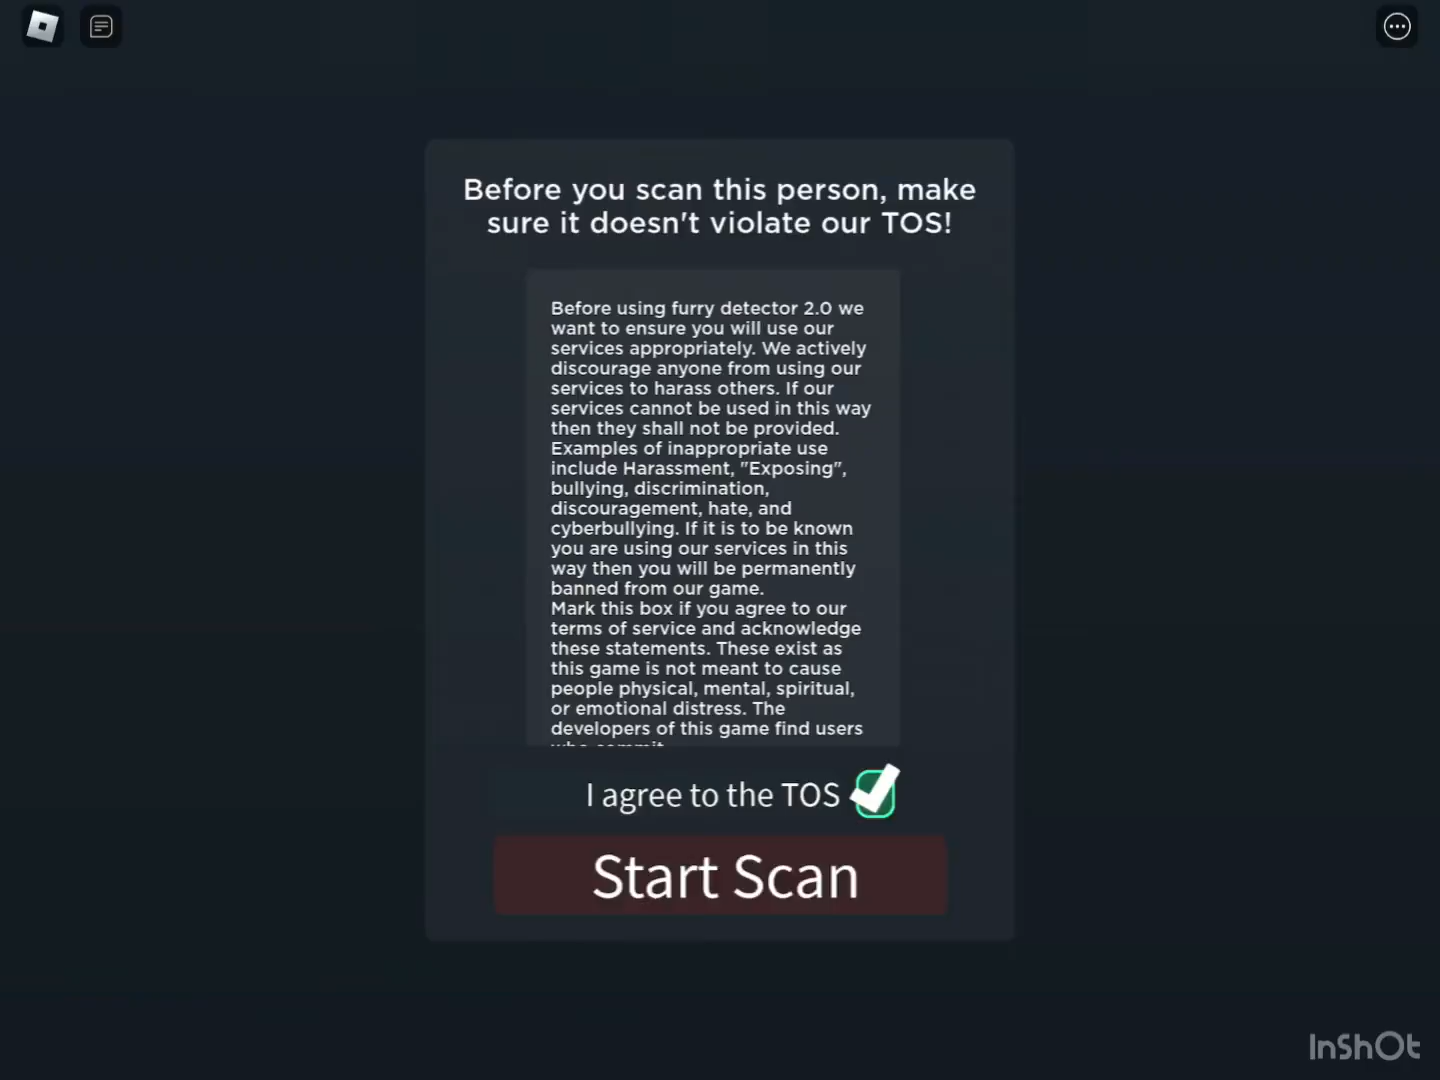 Before you scan this person, make
sure it doesn't violate our TOS!
Before using furry detector 2.0 we
want to ensure you will use our
services appropriately. We actively
discourage anyone from using our
services to harass others. If our
services cannot be used in this way
then they shall not be provided.
Examples of inappropriate use
include Harassment, "Exposing",
bullying, discrimination,
discouragement, hate, and
cyberbullying. If it is to be known
you are using our services in this
way then you will be permanently
banned from our game.
Mark this box if you agree to our
terms of service and acknowledge
these statements. These exist as
this game is not meant to cause
people physical, mental, spiritual,
or emotional distress. The
developers of this game find users
who commit
I agree to the TOS
Start Scan
InShOt